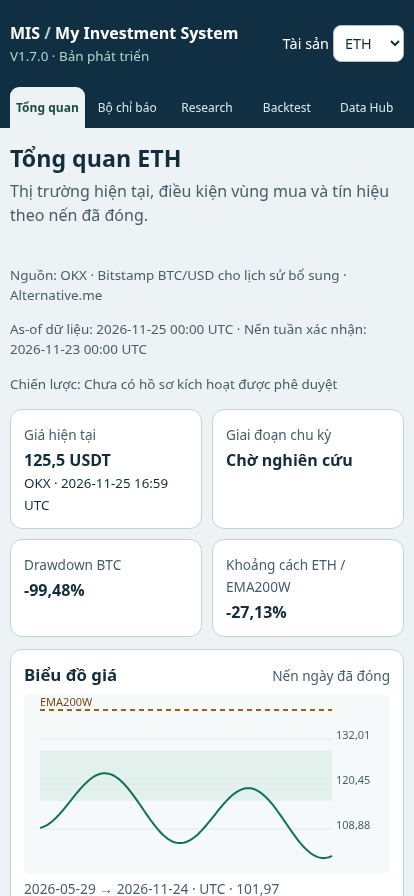 MIS / My Investment System
V1.7.0 · Bản phát triển
Tài sản ETH
Tổng quan Bộ chỉ báo Research Backtest Data Hub
Tổng quan ETH
Thị trường hiện tại, điều kiện vùng mua và tín hiệu
theo nến đã đóng.
Nguồn: OKX · Bitstamp BTC/USD cho lịch sử bổ sung ·
Alternative.me
As-of dữ liệu: 2026-11-25 00:00 UTC · Nến tuần xác nhận:
2026-11-23 00:00 UTC
Chiến lược: Chưa có hồ sơ kích hoạt được phê duyệt
Giá hiện tại
125,5 USDT
OKX · 2026-11-25 16:59
UTC
Giai đoạn chu kỳ
Chờ nghiên cứu
Drawdown BTC
-99,48%
Khoảng cách ETH /
EMA200W
-27,13%
Biểu đồ giá
Nến ngày đã đóng
EMA200W
132,01
120,45
108,88
2026-05-29 → 2026-11-24 · UTC · 101,97